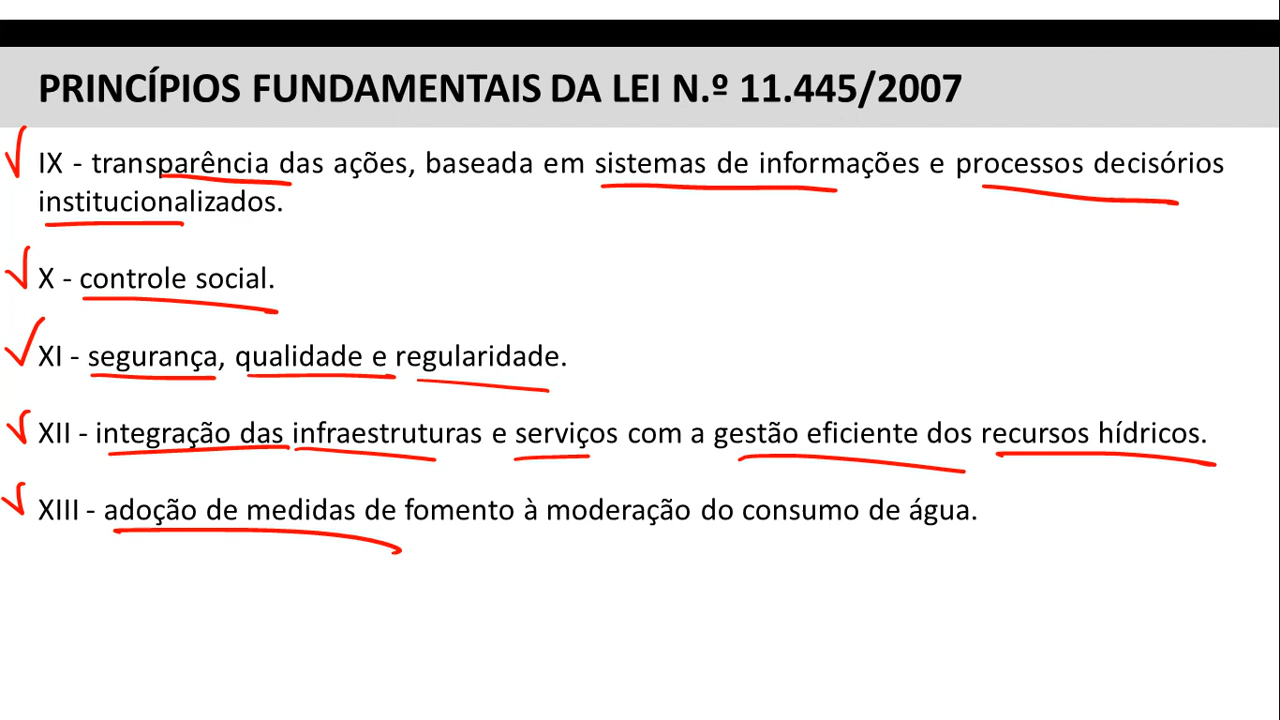 PRINCÍPIOS FUNDAMENTAIS DA LEI N.º 11.445/2007
IX - transparência das ações, baseada em sistemas de informações e processos decisórios
institucionalizados.
X - controle social.
XI - segurança, qualidade e regularidade.
XII - integração das infraestruturas e serviços com a gestão eficiente dos recursos hídricos.
XIII - adoção de medidas de fomento à moderação do consumo de água.